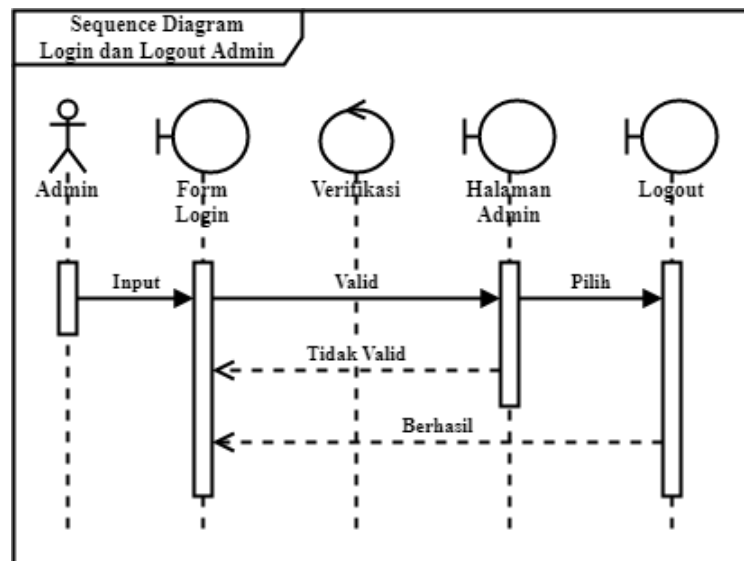 Sequence Diagram
Login dan Logout Admin
Admin
Form
Login
Verifikasi
Halaman
Admin
Logout
Input
Valid
Pilih
Tidak Valid
Berhasil